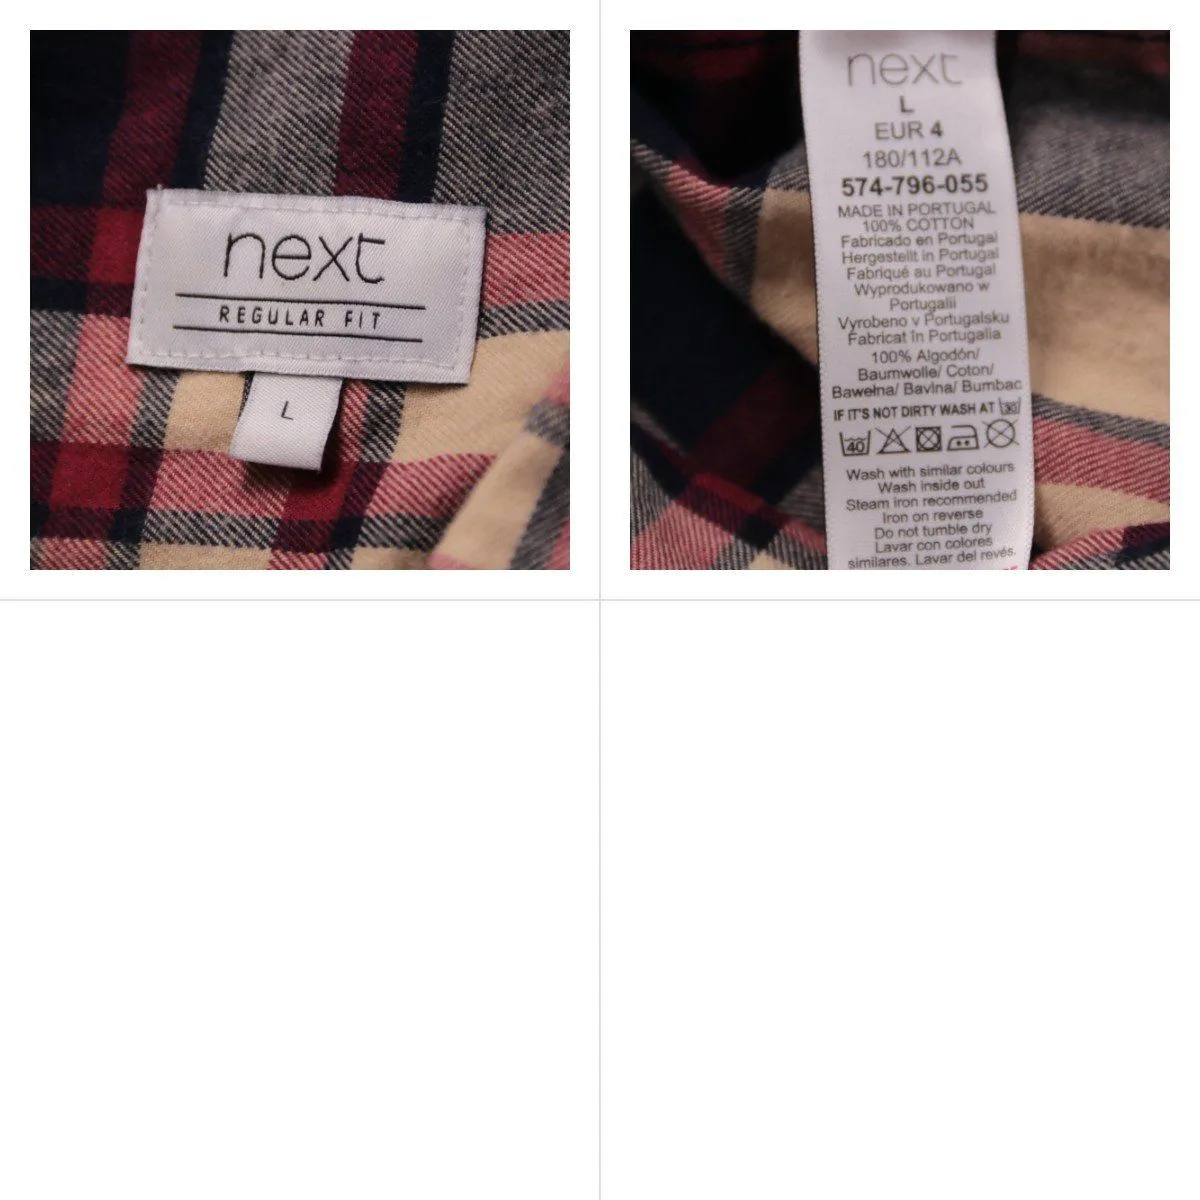 next
REGULAR FIT
L
next
L
EUR 4
180/112A
574-796-055
MADE IN PORTUGAL
100% COTTON
Fabricado en Portugal
Hergestellt in Portugal
Fabriqué au Portugal
Wyprodukowano w
Portugalii
Vyrobeno v Portugalsku
Fabricat în Portugalia
100% Algodón/
Baumwolle/ Coton/
Bawełna/ Bavlna/ Bumbac
IF IT'S NOT DIRTY WASH AT 30
40
Wash with similar colours
Wash inside out
Steam iron recommended
Iron on reverse
Do not tumble dry
Lavar con colores
similares. Lavar del revés.